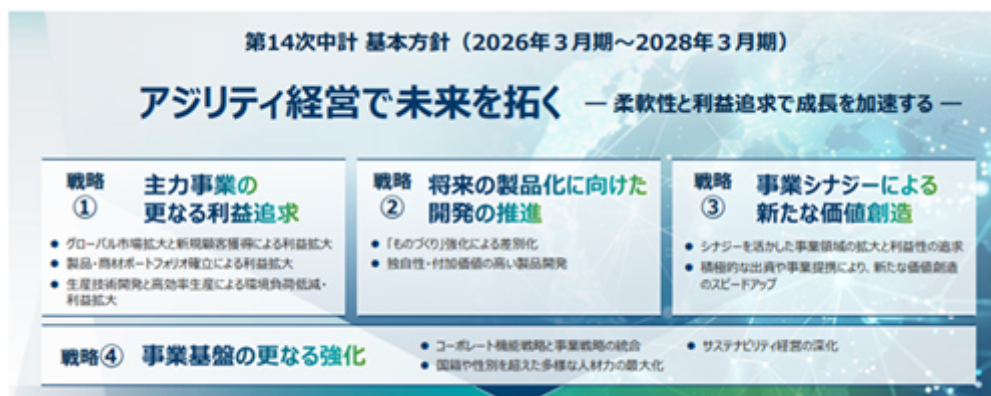 第14次中計 基本方針（2026年３月期～2028年３月期）
アジリティ経営で未来を拓く ― 柔軟性と利益追求で成長を加速する ―
戦略
①
主力事業の
更なる利益追求
● グローバル市場拡大と新規顧客獲得による利益拡大
● 製品・商材ポートフォリオ確立による利益拡大
● 生産技術開発と高効率生産による環境負荷低減・
利益拡大
戦略
②
将来の製品化に向けた
開発の推進
● 「ものづくり」強化による差別化
● 独自性・付加価値の高い製品開発
戦略
③
事業シナジーによる
新たな価値創造
● シナジーを活かした事業領域の拡大と利益性の追求
● 積極的な出資や事業提携により、新たな価値創造
のスピードアップ
戦略④ 事業基盤の更なる強化
● コーポレート機能戦略と事業戦略の統合
● 国籍や性別を超えた多様な人材力の最大化
● サステナビリティ経営の深化